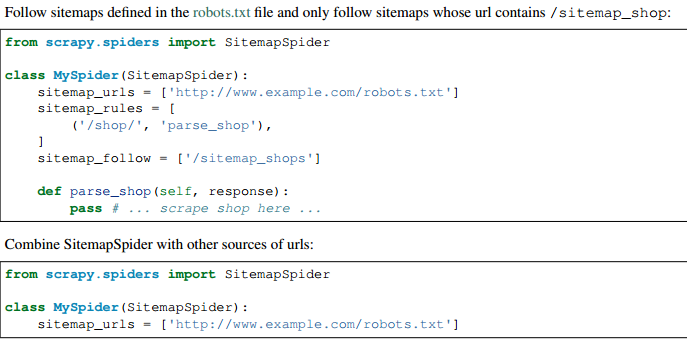 Follow sitemaps defined in the robots.txt file and only follow sitemaps whose url contains /sitemap_shop:
from scrapy.spiders import SitemapSpider
class MySpider(SitemapSpider):
    sitemap_urls = ['http://www.example.com/robots.txt']
    sitemap_rules = [
        ('/shop/', 'parse_shop'),
    ]
    sitemap_follow = ['/sitemap_shops']
    def parse_shop(self, response):
        pass # ... scrape shop here ...
Combine SitemapSpider with other sources of urls:
from scrapy.spiders import SitemapSpider
class MySpider(SitemapSpider):
    sitemap_urls = ['http://www.example.com/robots.txt']